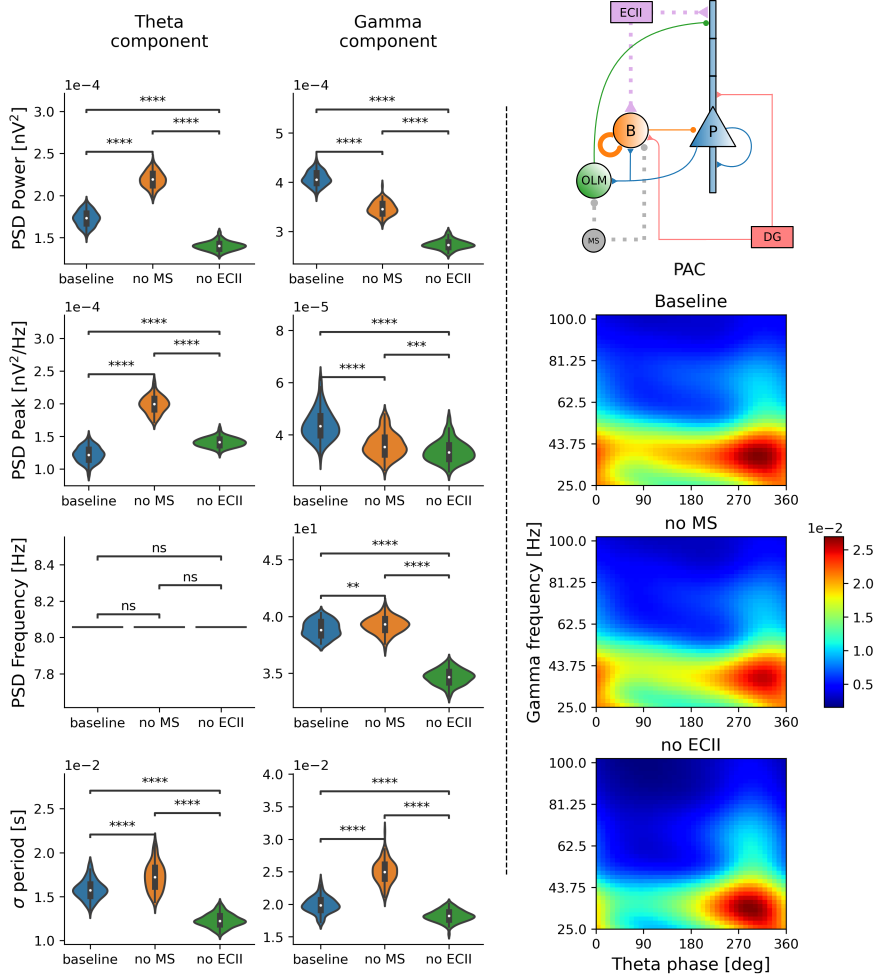 Theta
component
Gamma
component
1e−4
PSD Power [nV²]
3.0
2.5
2.0
1.5
****
****
****
baseline
no MS
no ECII
1e−4
5
4
3
****
****
****
baseline
no MS
no ECII
1e−4
PSD Peak [nV²/Hz]
3.0
2.5
2.0
1.5
1.0
****
****
****
baseline
no MS
no ECII
1e−5
8
6
4
****
***
****
baseline
no MS
no ECII
PSD Frequency [Hz]
8.4
8.2
8.0
7.8
ns
ns
ns
baseline
no MS
no ECII
1e1
4.5
4.0
3.5
****
****
**
baseline
no MS
no ECII
1e−2
σ period [s]
2.5
2.0
1.5
1.0
****
****
****
baseline
no MS
no ECII
1e−2
4.0
3.5
3.0
2.5
2.0
1.5
****
****
****
baseline
no MS
no ECII
ECII
B
P
OLM
MS
DG
PAC
Baseline
100.0
81.25
62.5
43.75
25.0
0
90
180
270
360
no MS
Gamma frequency [Hz]
100.0
81.25
62.5
43.75
25.0
0
90
180
270
360
1e−2
2.5
2.0
1.5
1.0
no ECII
100.0
81.25
62.5
43.75
25.0
0
90
180
270
360
Theta phase [deg]